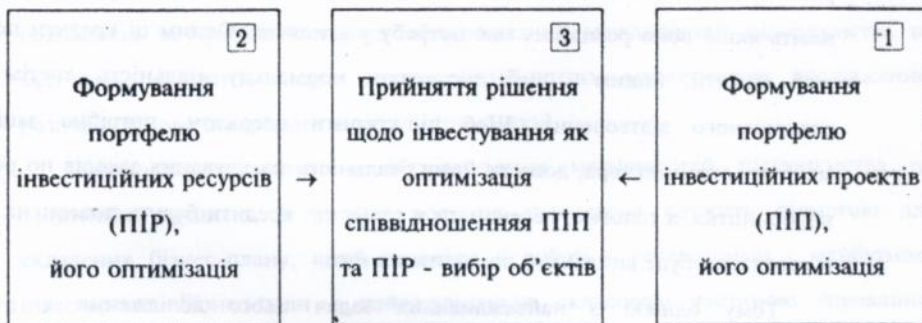 2
Формування
портфелю
інвестиційних ресурсів
(ПІР),
його оптимізація
→
3
Прийняття рішення
щодо інвестування як
оптимізація
співвідношенняя ПІП
та ПІР - вибір об'єктів
←
1
Формування
портфелю
інвестиційних проектів
(ПІП),
його оптимізація